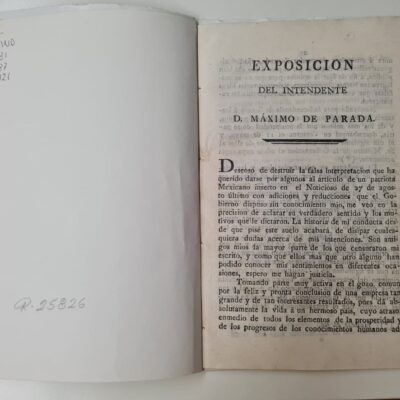 CR-25826
EXPOSICION
DEL INTENDENTE
D. MÁXIMO DE PARADA.
Deseoso de destruir la falsa interpretacion que ha
querido darse por algunos al artículo de un patriota
Mexicano inserto en el Noticioso de 27 de agos-
to último con adiciones y reducciones que el Go-
bierno dispuso sin conocimiento mio, me veo en la
precision de aclarar su verdadero sentido y los mo-
tivos que le dictaron. La historia de mi conducta des-
de que pisé este suelo acabará de disipar cuales-
quiera dudas acerca de mis intenciones. Son anti-
gos mios la mayor parte de los que censuraron mi
escrito, y como que ellos mas que otro alguno han
podido conocer mis sentimientos en diferentes oca-
siones, espero me hagan justicia.
Tomando parte muy activa en el gozo comun
por la feliz y pronta conclusion de una empresa tan
grande y de tan interesantes resultados, pues dá ab-
solutamente la vida á un hermoso pais, cuyo atraso
enmedio de todos los elementos de la prosperidad y
de los progresos de los conocimientos humanos ad-